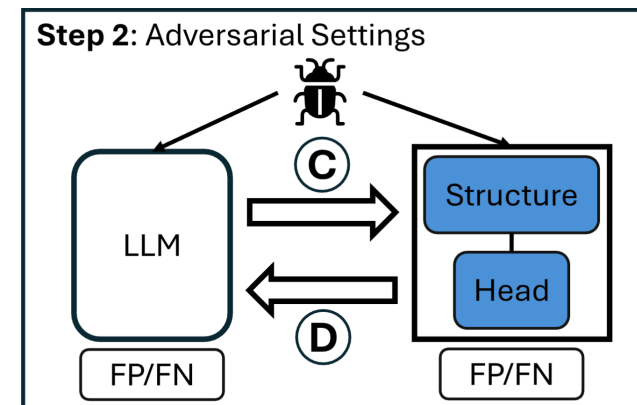 Step 2: Adversarial Settings
C
LLM
Structure
Head
D
FP/FN
FP/FN